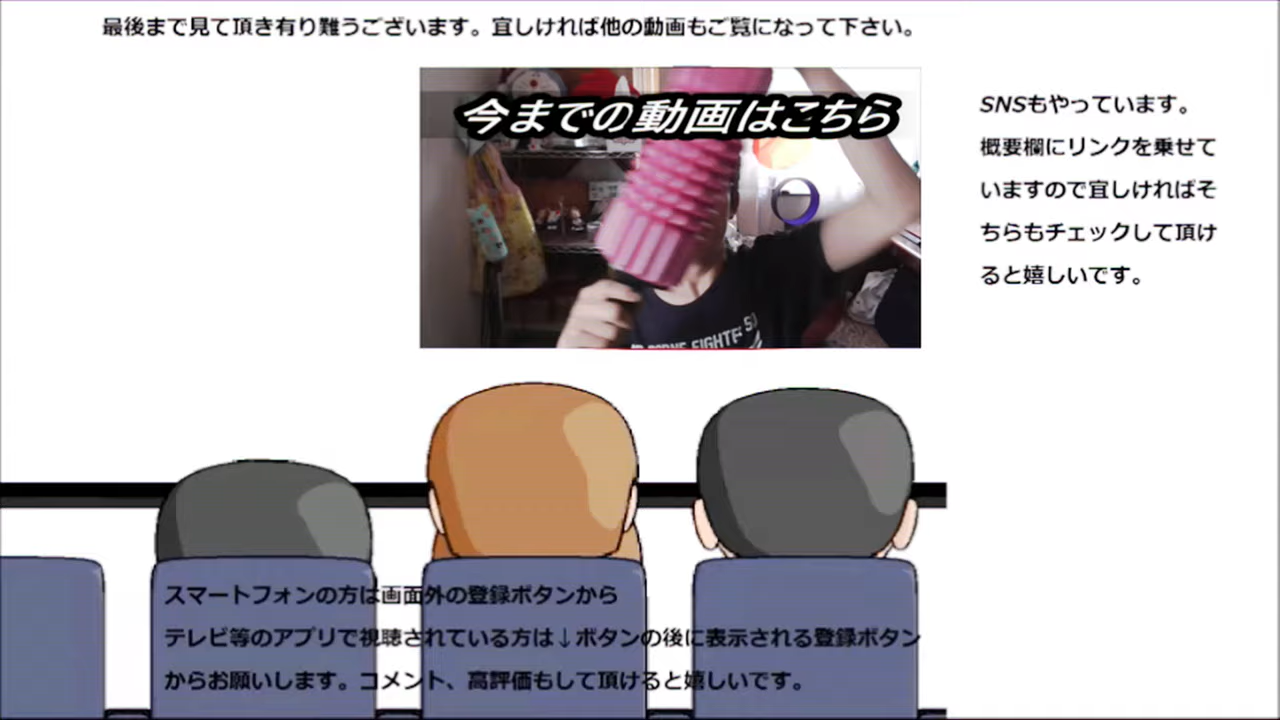 最後まで見て頂き有り難うございます。宜しければ他の動画もご覧になって下さい。
今までの動画はこちら
SNSもやっています。
概要欄にリンクを乗せて
いますので宜しければそ
ちらもチェックして頂け
ると嬉しいです。
スマートフォンの方は画面外の登録ボタンから
テレビ等のアプリで視聴されている方は↓ボタンの後に表示される登録ボタン
からお願いします。コメント、高評価もして頂けると嬉しいです。